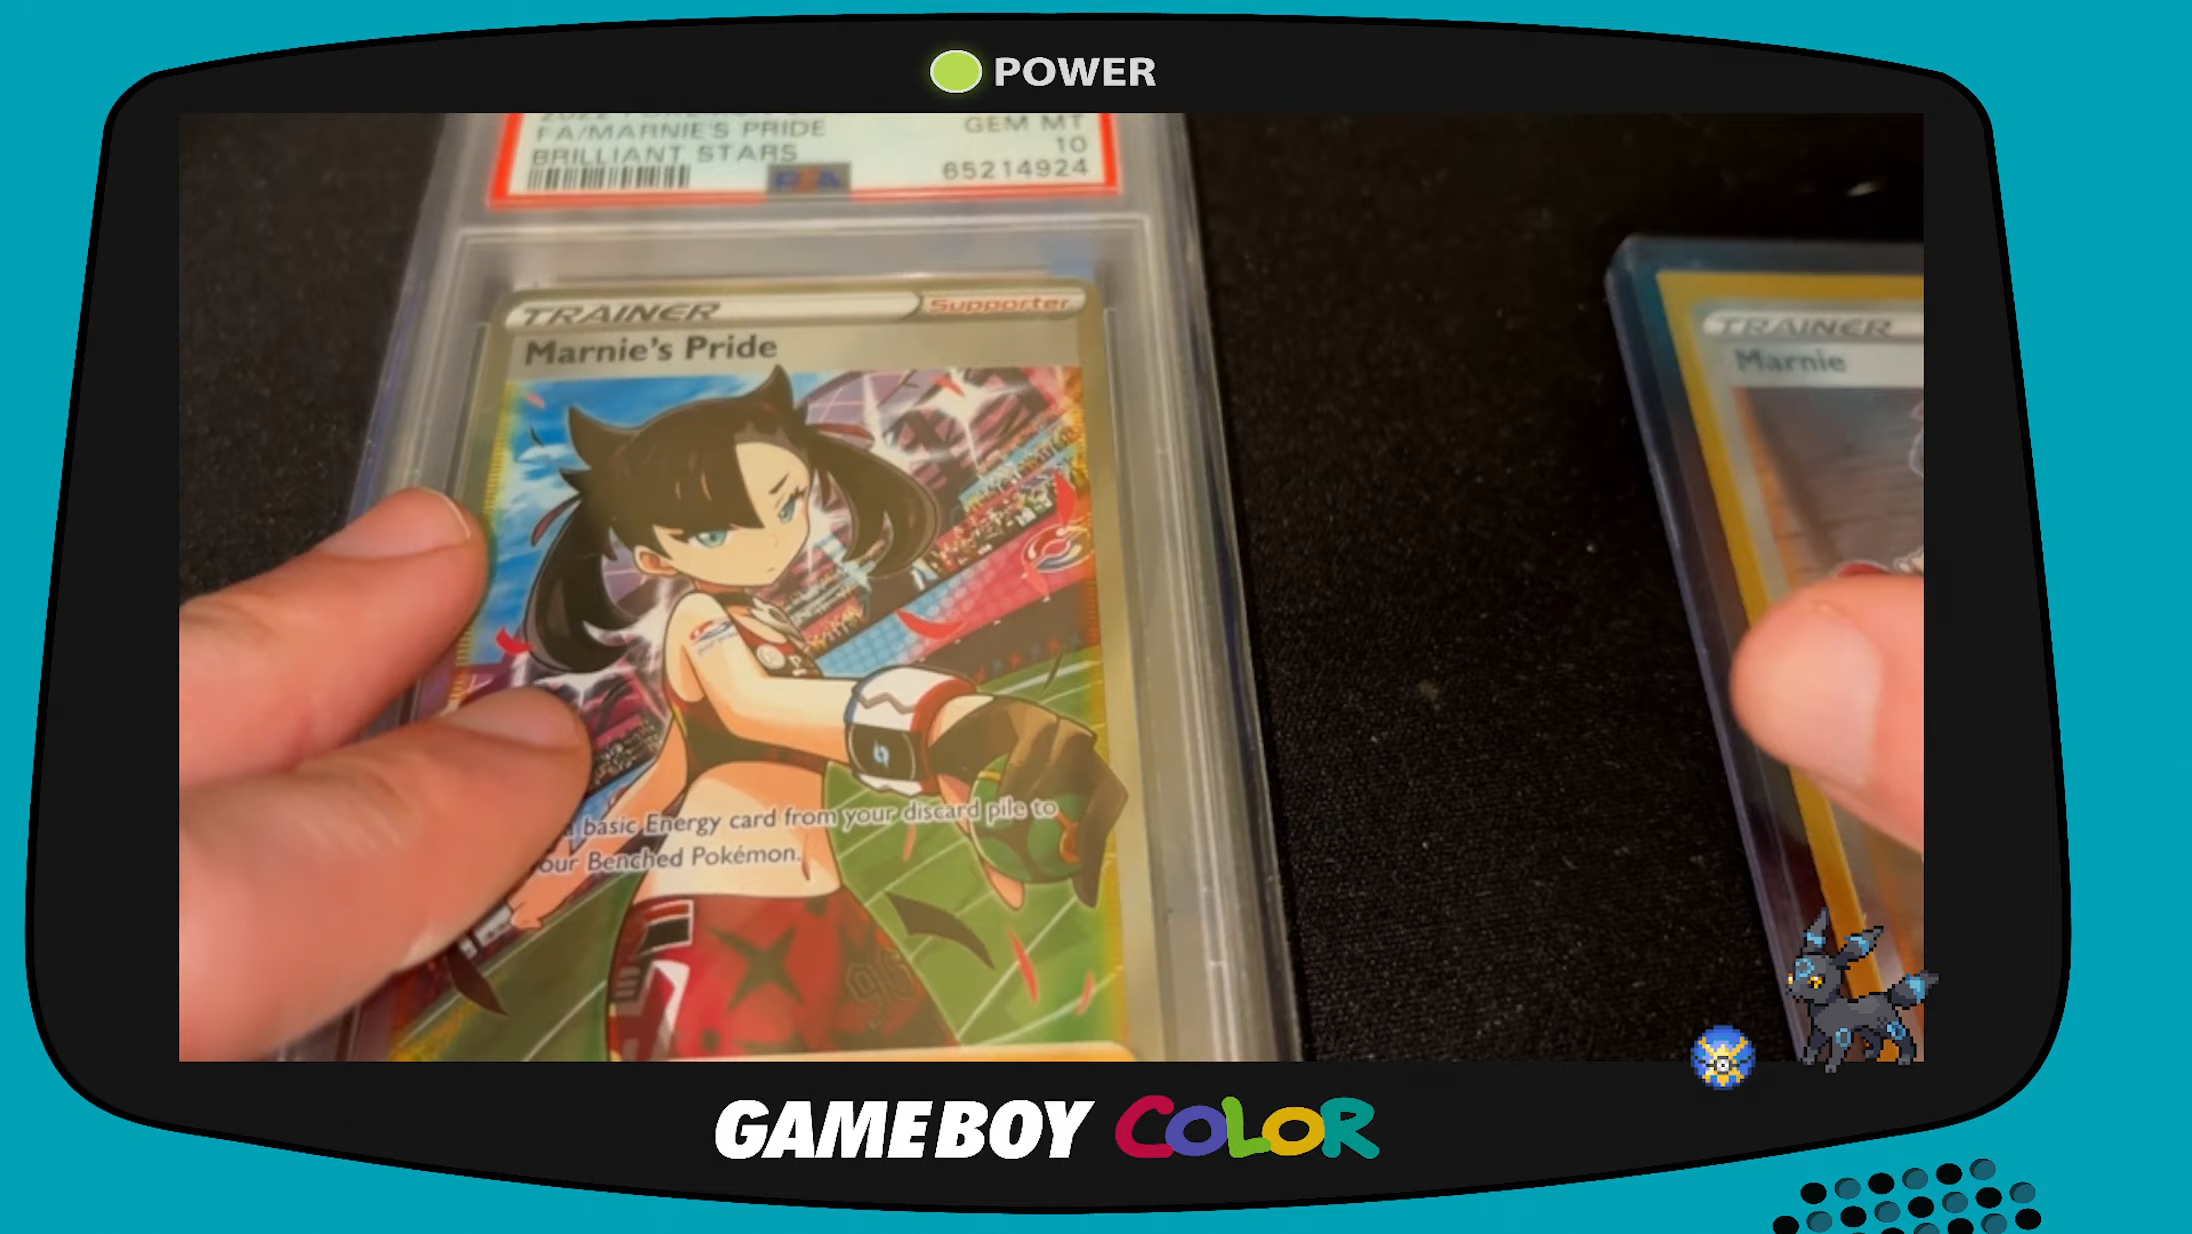 POWER
FA/MARNIE'S PRIDE
BRILLIANT STARS
GEM MT
10
65214924
PSA
TRAINER
Supporter
Marnie's Pride
basic Energy card from your discard pile to
our Benched Pokémon.
TRAINER
Marnie
GAMEBOY COLOR